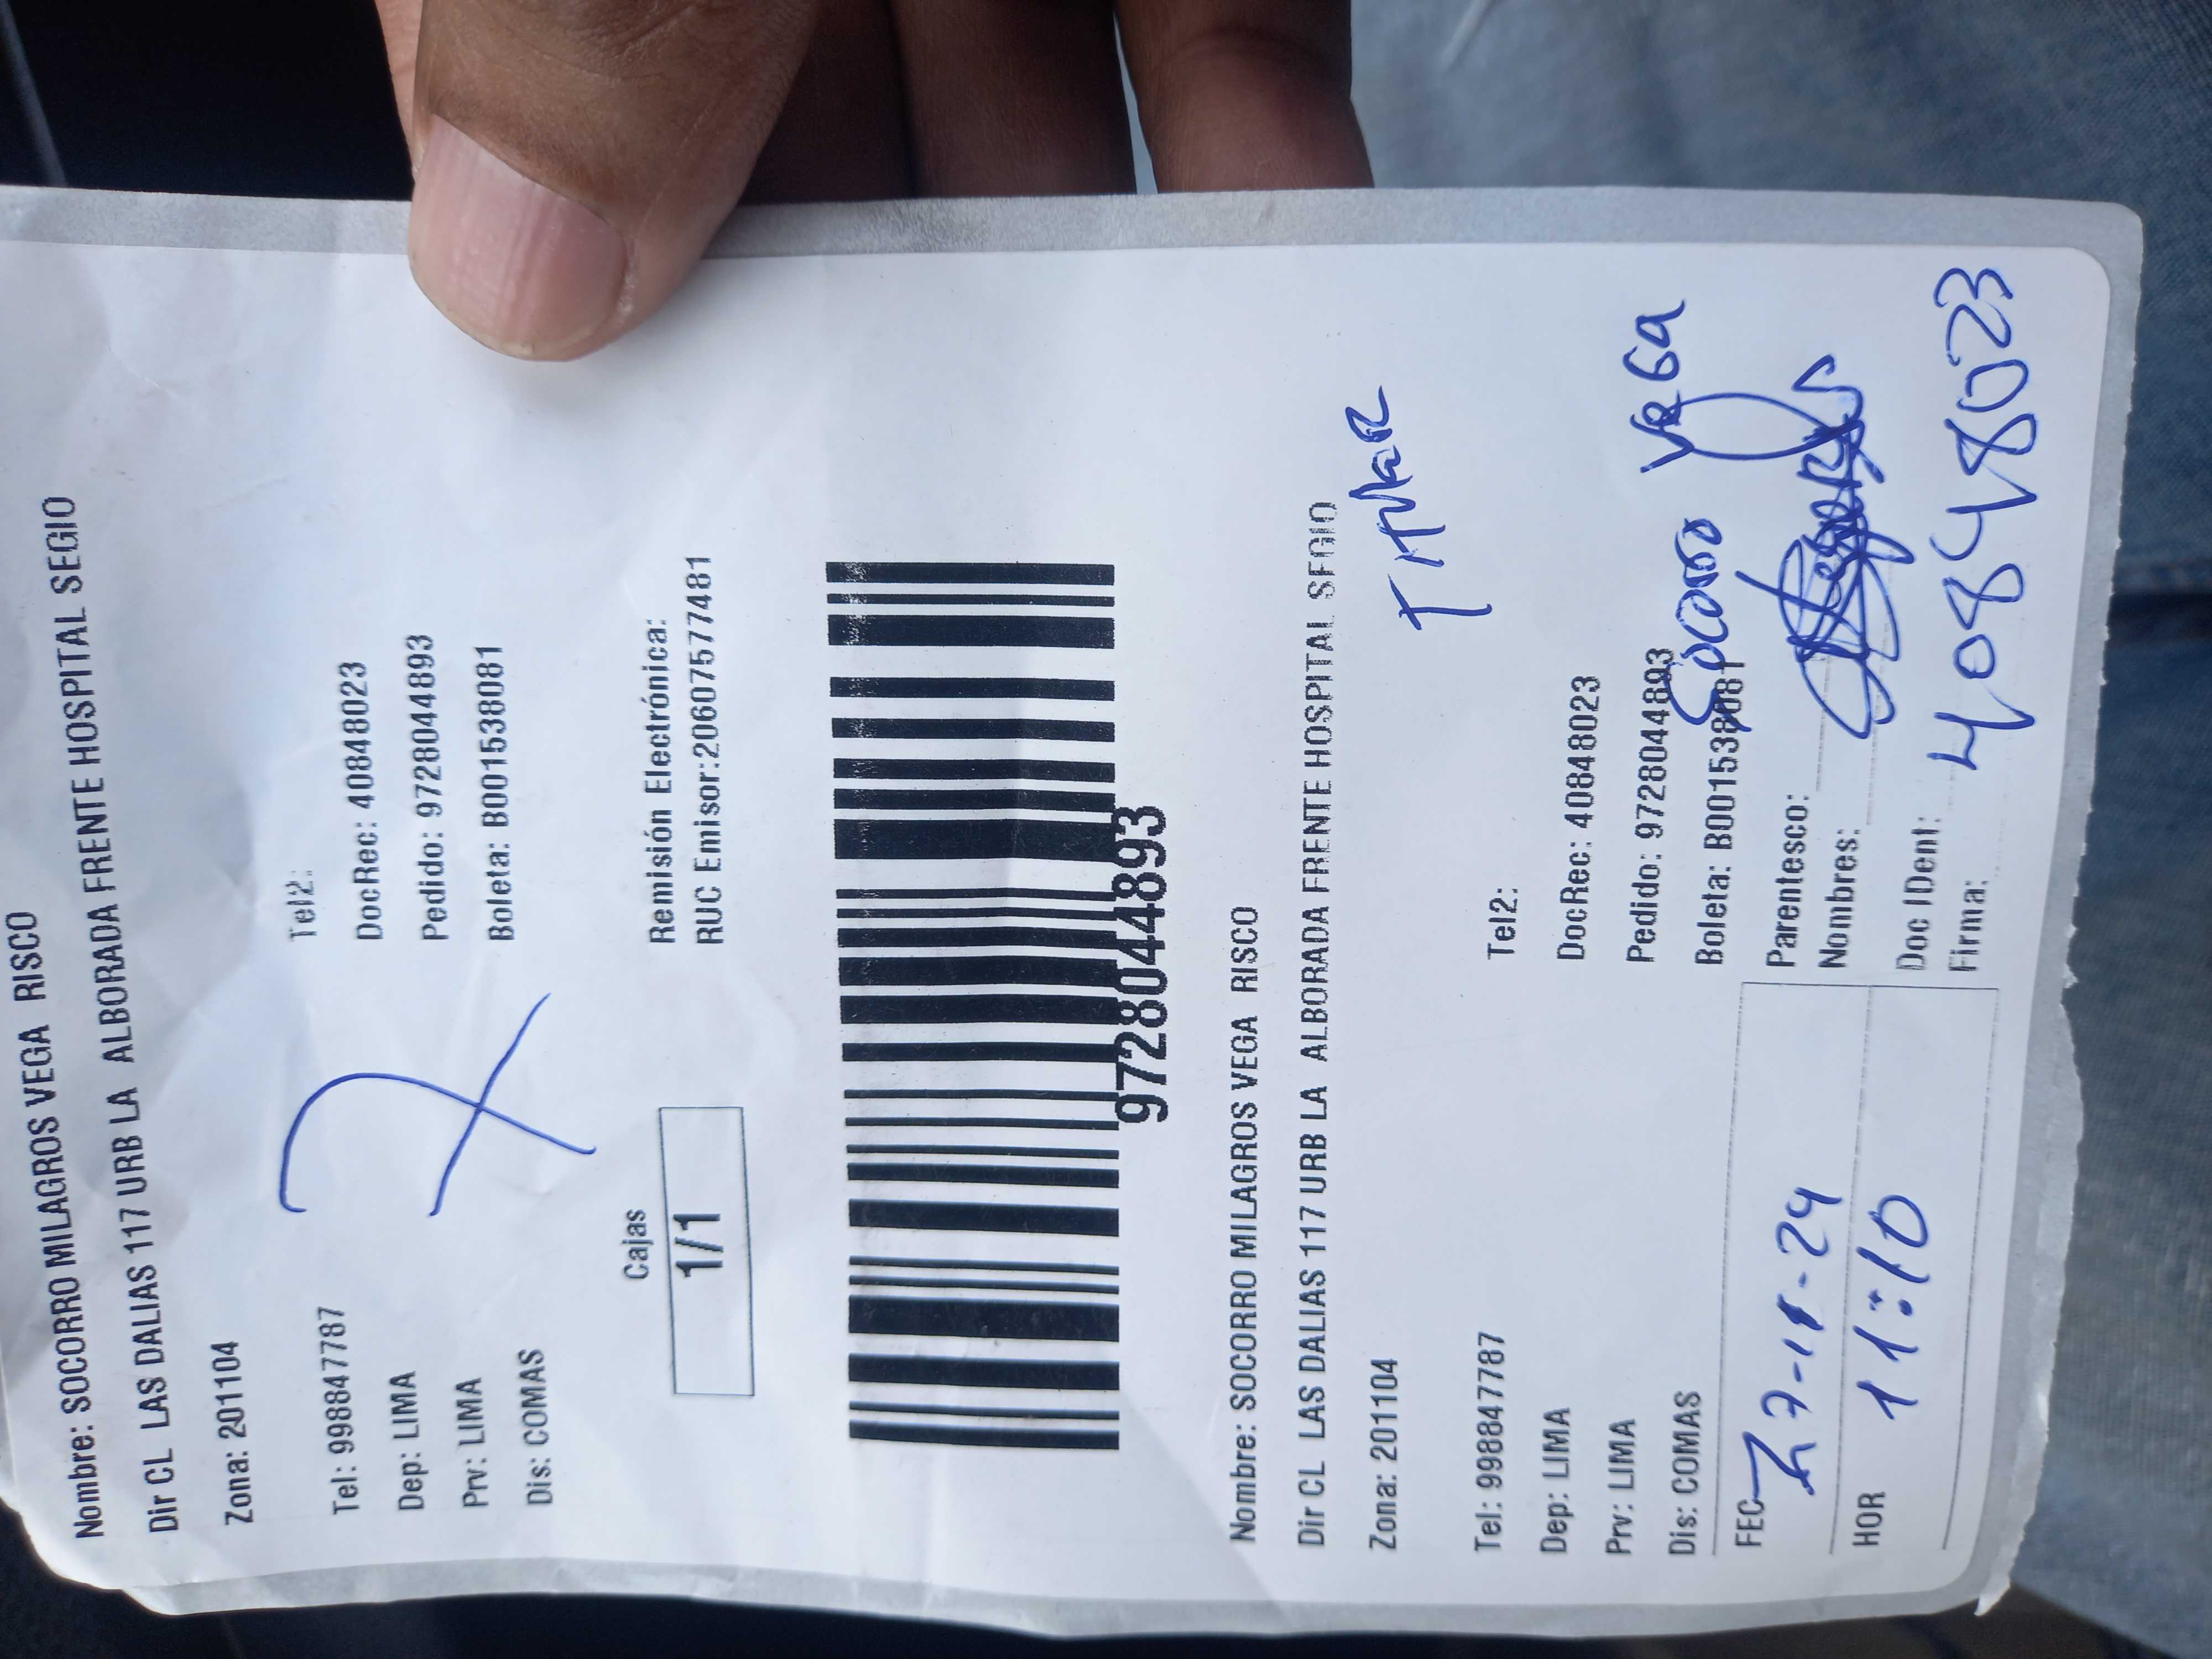 Nombre: SOCORRO MILAGROS VEGA RISCO
Dir CL LAS DALIAS 117 URB LA ALBORADA FRENTE HOSPITAL SEGIO
Zona: 201104
Tel: 998847787 Tel2:
Dep: LIMA DocRec: 40848023
Prv: LIMA Pedido: 9728044893
Dis: COMAS Boleta: B001538081
Cajas
1/1
Remisión Electrónica:
RUC Emisor:20607577481
9728044893
Nombre: SOCORRO MILAGROS VEGA RISCO
Dir CL LAS DALIAS 117 URB LA ALBORADA FRENTE HOSPITAL SEGIO
Zona: 201104
TITular
Tel: 998847787 Tel2:
Dep: LIMA DocRec: 40848023
Prv: LIMA Pedido: 9728044893
Dis: COMAS Boleta: B001538081
Socorro Vega
FEC 27-11-24
HOR 11:10
Parentesco:
Nombres:
Doc IDent: 40848023
Firma: